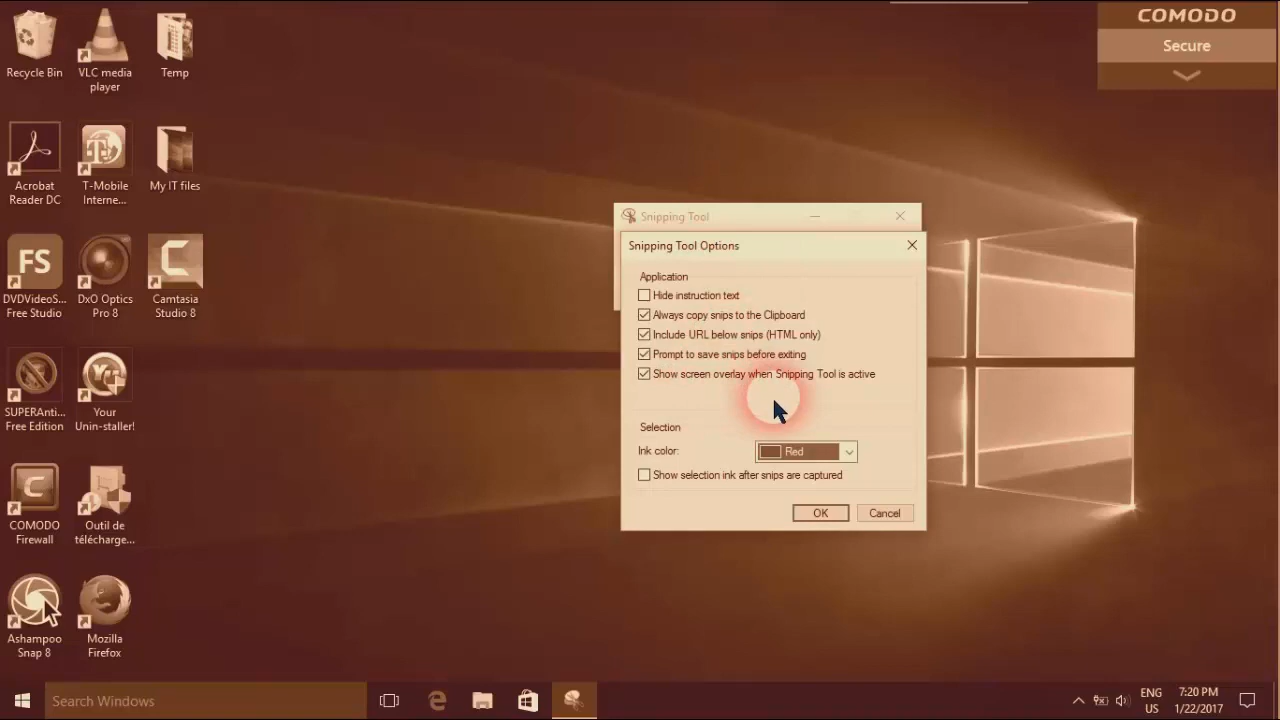 COMODO
Secure
Recycle Bin
VLC media
player
Temp
Acrobat
Reader DC
T-Mobile
Interne...
My IT files
FS
DVDVideoS...
Free Studio
DxO Optics
Pro 8
Camtasia
Studio 8
SUPERAnti...
Free Edition
YU
Your
Unin-staller!
COMODO
Firewall
Outil de
télécharge...
Ashampoo
Snap 8
Mozilla
Firefox
Snipping Tool
Snipping Tool Options
Application
Hide instruction text
Always copy snips to the Clipboard
Include URL below snips (HTML only)
Prompt to save snips before exiting
Show screen overlay when Snipping Tool is active
Selection
Ink color:
Red
Show selection ink after snips are captured
OK
Cancel
Search Windows
ENG
US
7:20 PM
1/22/2017